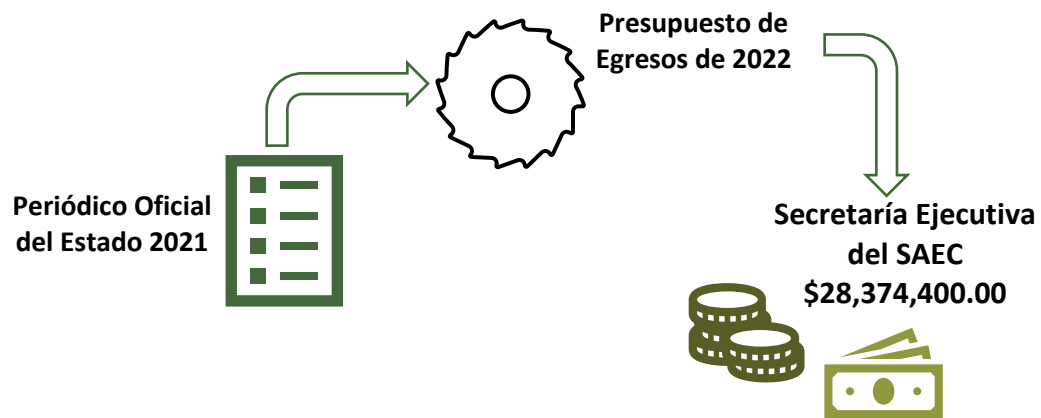 Periódico Oficial
del Estado 2021
Presupuesto de
Egresos de 2022
Secretaría Ejecutiva
del SAEC
$28,374,400.00